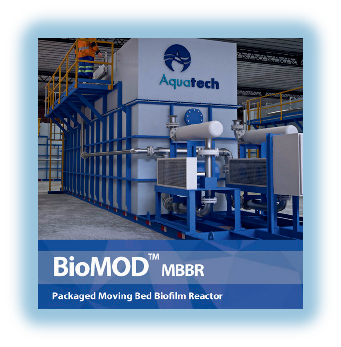 Aquatech
BioMOD™ MBBR
Packaged Moving Bed Biofilm Reactor